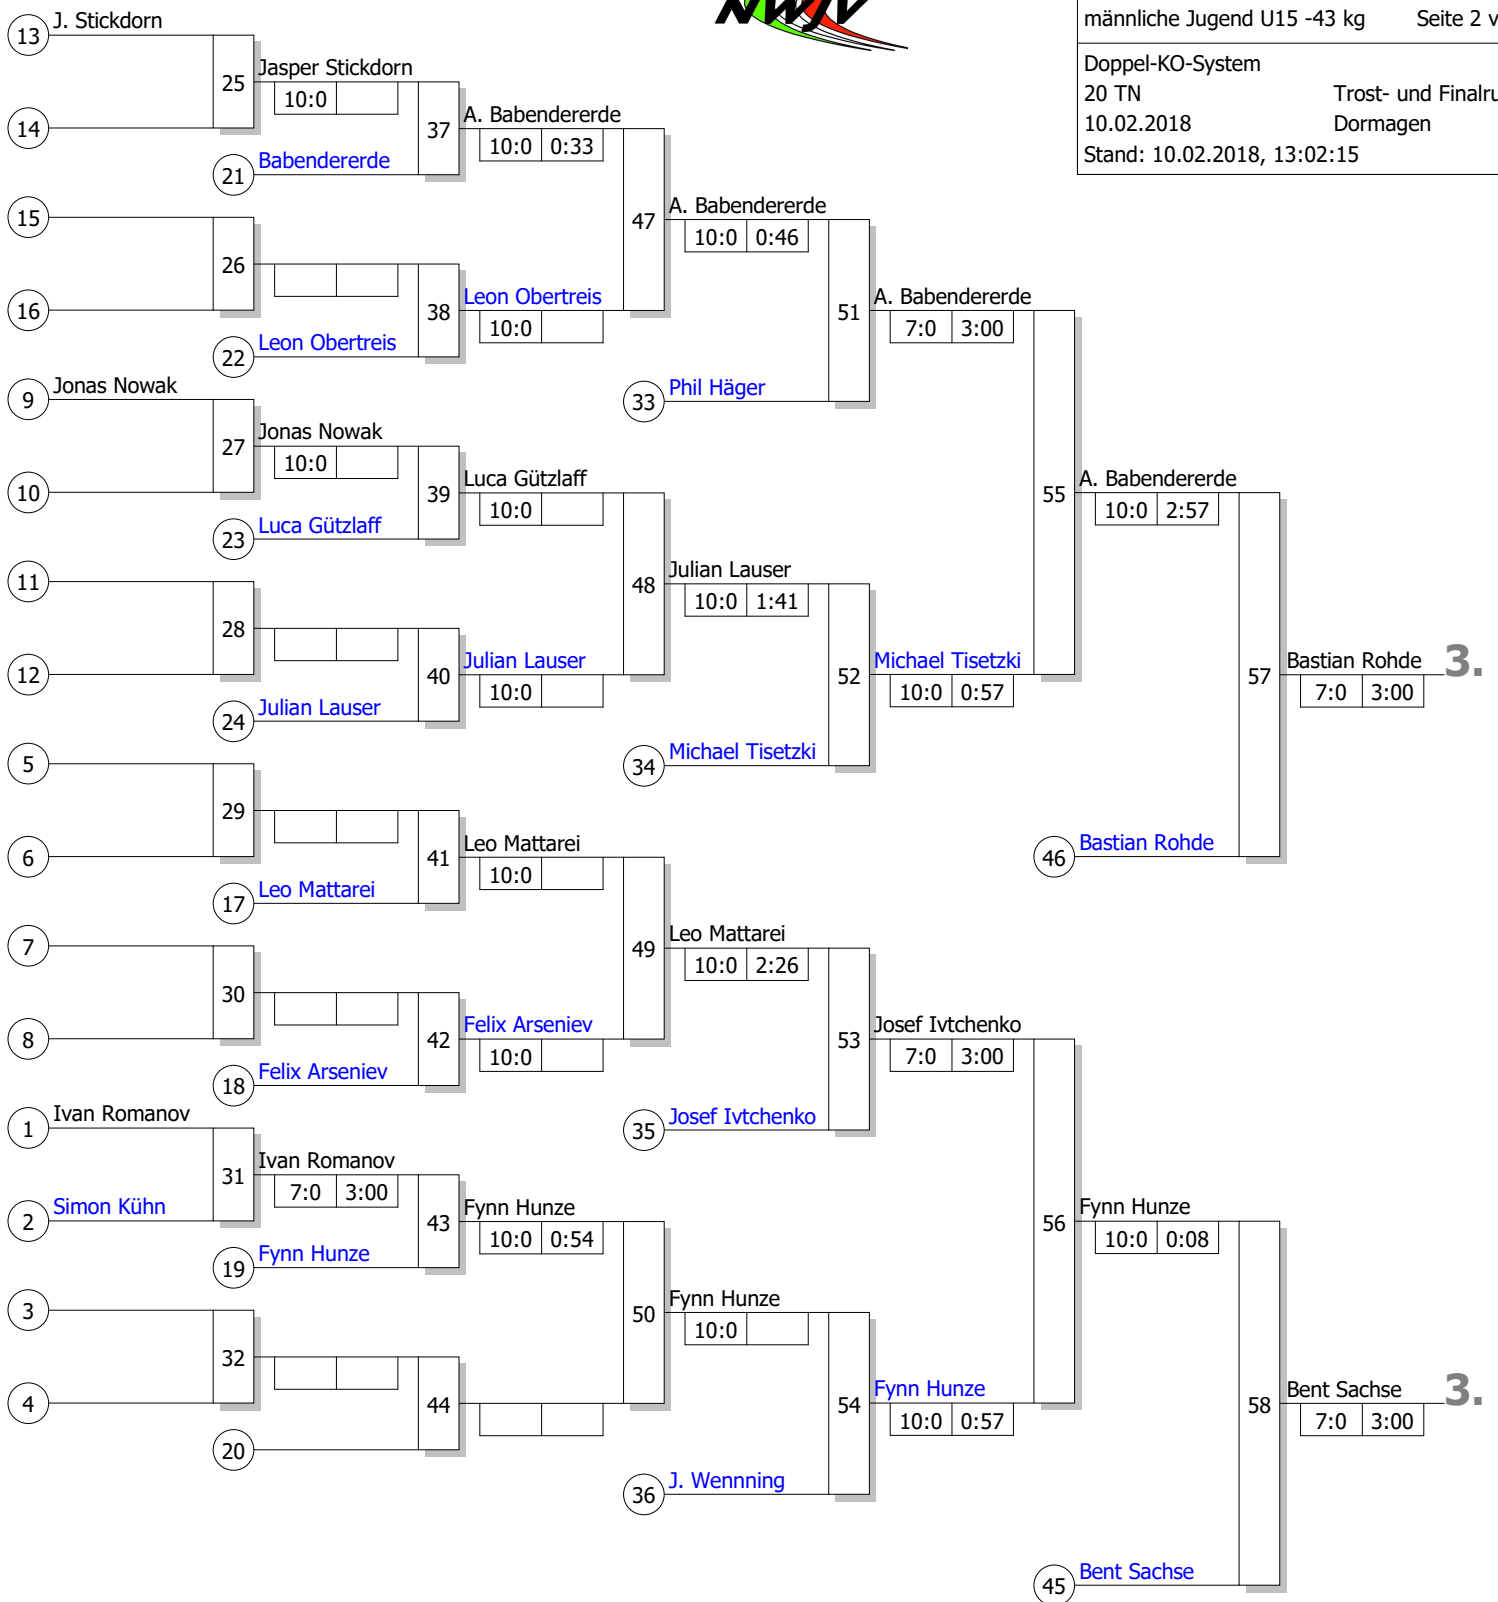 NWJV
männliche Jugend U15 -43 kg Seite 2 v
Doppel-KO-System
20 TN Trost- und Finalru
10.02.2018 Dormagen
Stand: 10.02.2018, 13:02:15
13 J. Stickdorn
14
25 Jasper Stickdorn
10:0
21 Babendererde
37 A. Babendererde
10:0 0:33
15
16
26
22 Leon Obertreis
38 Leon Obertreis
10:0
47 A. Babendererde
10:0 0:46
33 Phil Häger
51 A. Babendererde
7:0 3:00
9 Jonas Nowak
10
27 Jonas Nowak
10:0
23 Luca Gützlaff
39 Luca Gützlaff
10:0
11
12
28
24 Julian Lauser
40 Julian Lauser
10:0
48 Julian Lauser
10:0 1:41
34 Michael Tisetzki
52 Michael Tisetzki
10:0 0:57
55 A. Babendererde
10:0 2:57
46 Bastian Rohde
57 Bastian Rohde 3.
7:0 3:00
5
6
29
17 Leo Mattarei
41 Leo Mattarei
10:0
7
8
30
18 Felix Arseniev
42 Felix Arseniev
10:0
49 Leo Mattarei
10:0 2:26
35 Josef Ivtchenko
53 Josef Ivtchenko
7:0 3:00
1 Ivan Romanov
2 Simon Kühn
31 Ivan Romanov
7:0 3:00
19 Fynn Hunze
43 Fynn Hunze
10:0 0:54
3
4
32
20
44
50 Fynn Hunze
10:0
36 J. Wennning
54 Fynn Hunze
10:0 0:57
56 Fynn Hunze
10:0 0:08
45 Bent Sachse
58 Bent Sachse 3.
7:0 3:00